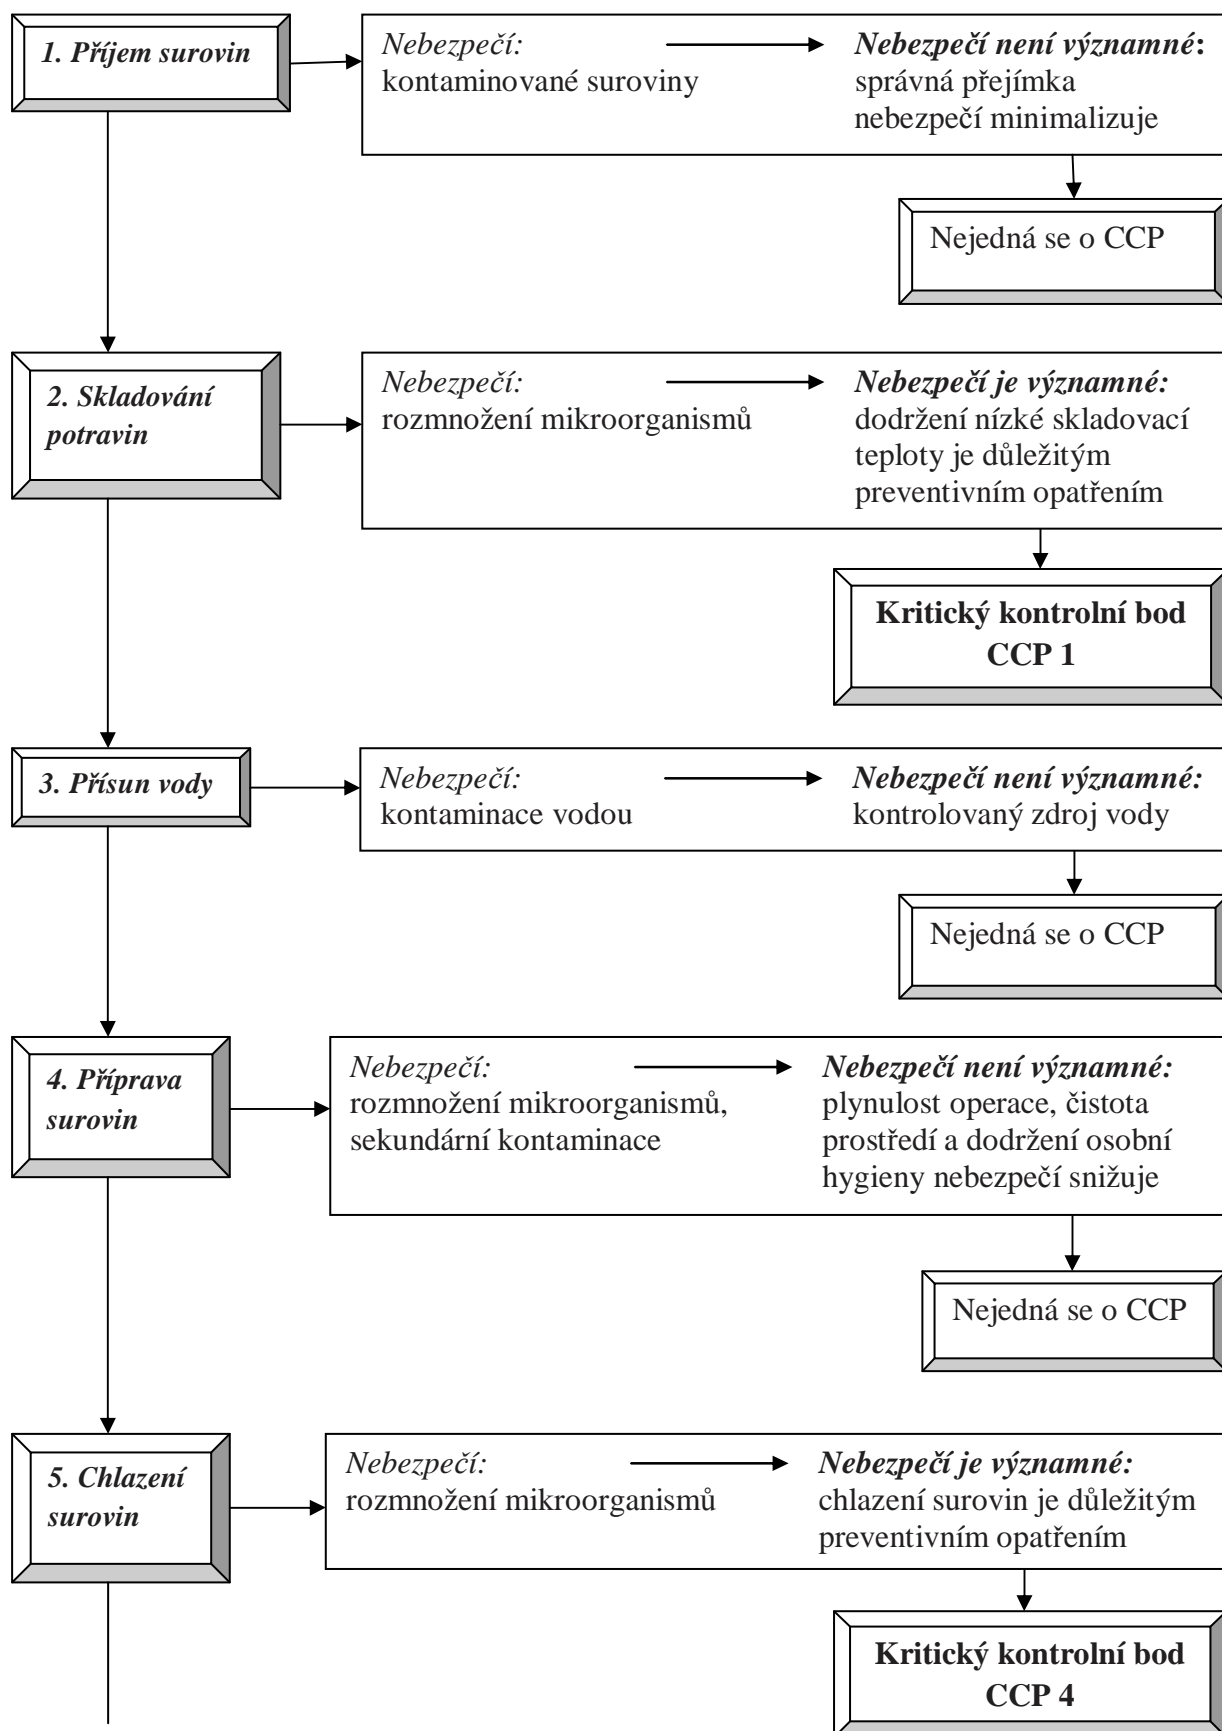 1. Příjem surovin
Nebezpečí:
kontaminované suroviny
Nebezpečí není významné:
správná přejímka
nebezpečí minimalizuje
Nejedná se o CCP
2. Skladování
potravin
Nebezpečí:
rozmnožení mikroorganismů
Nebezpečí je významné:
dodržení nízké skladovací
teploty je důležitým
preventivním opatřením
Kritický kontrolní bod
CCP 1
3. Přísun vody
Nebezpečí:
kontaminace vodou
Nebezpečí není významné:
kontrolovaný zdroj vody
Nejedná se o CCP
4. Příprava
surovin
Nebezpečí:
rozmnožení mikroorganismů,
sekundární kontaminace
Nebezpečí není významné:
plynulost operace, čistota
prostředí a dodržení osobní
hygieny nebezpečí snižuje
Nejedná se o CCP
5. Chlazení
surovin
Nebezpečí:
rozmnožení mikroorganismů
Nebezpečí je významné:
chlazení surovin je důležitým
preventivním opatřením
Kritický kontrolní bod
CCP 4